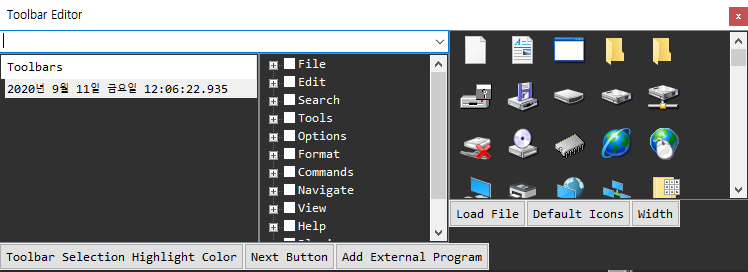 Toolbar Editor
Toolbars
2020년 9월 11일 금요일 12:06:22.935
File
Edit
Search
Tools
Options
Format
Commands
Navigate
View
Help
Load File
Default Icons
Width
Toolbar Selection Highlight Color
Next Button
Add External Program